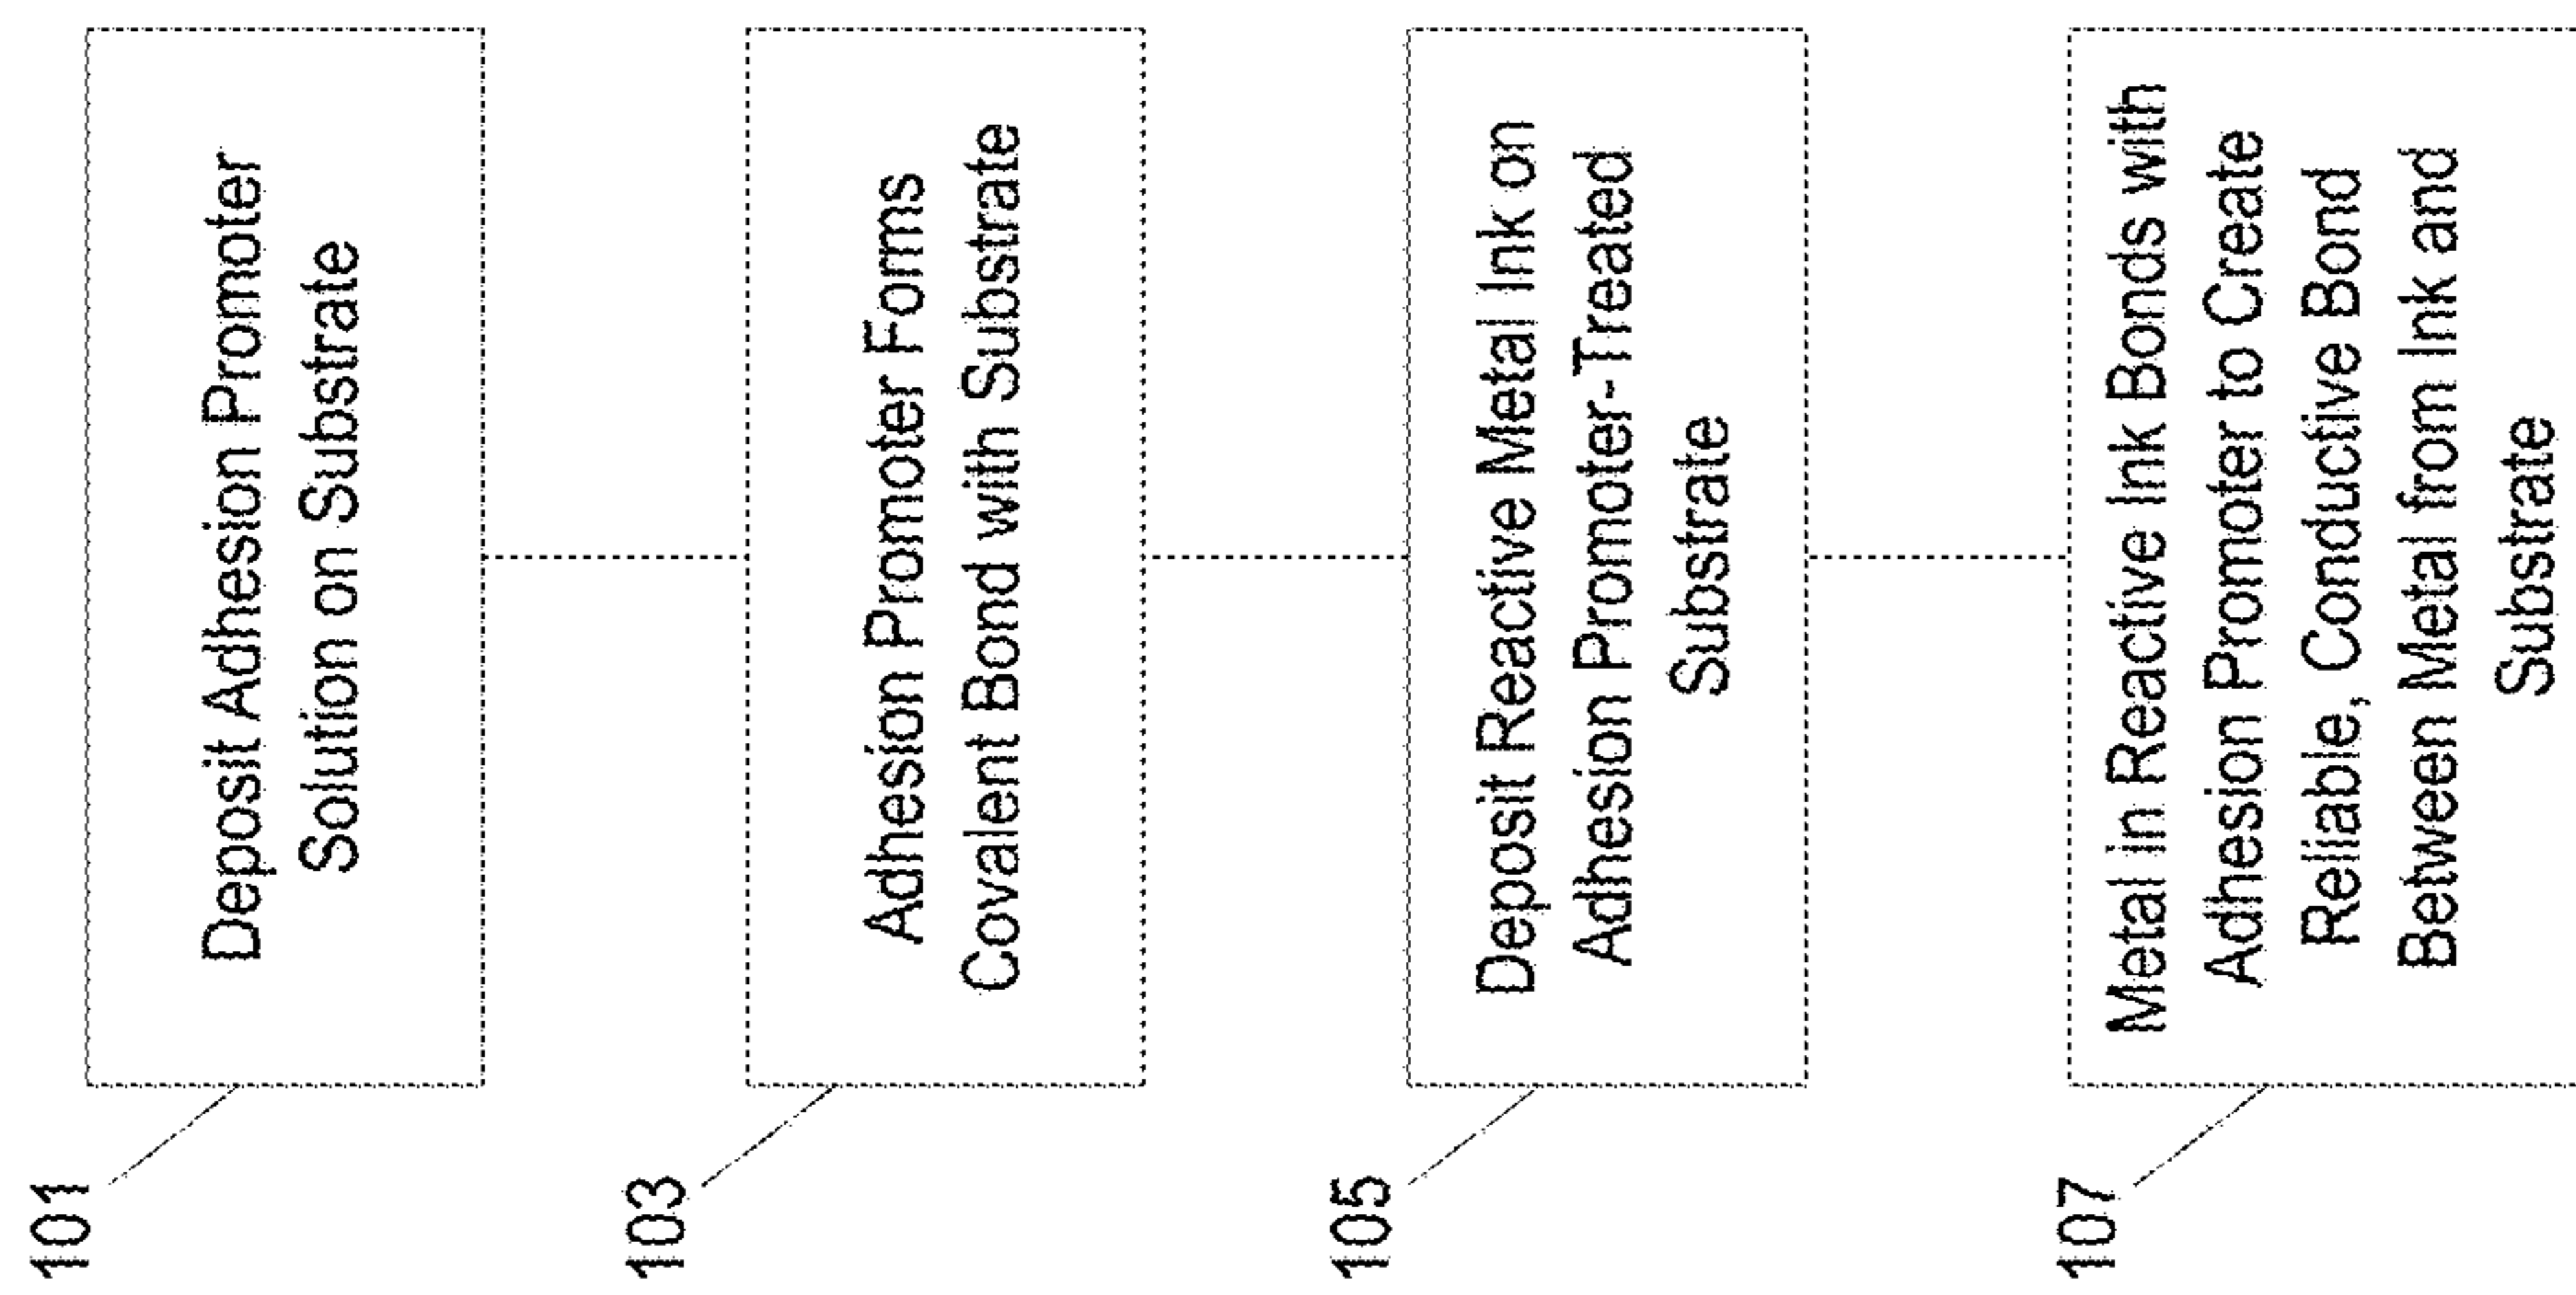 101
Deposit Adhesion Promoter
Solution on Substrate
103
Adhesion Promoter Foms
Covalent Bond with Substrate
105
Deposit Reactive Metal Ink on
Adhesion Promoter-Treated
Substrate
107
Metal in Reactive Ink Bonds with
Adhesion Promoter to Create
Reliable, Conductive Bond
Between Metal from Ink and
Substrate